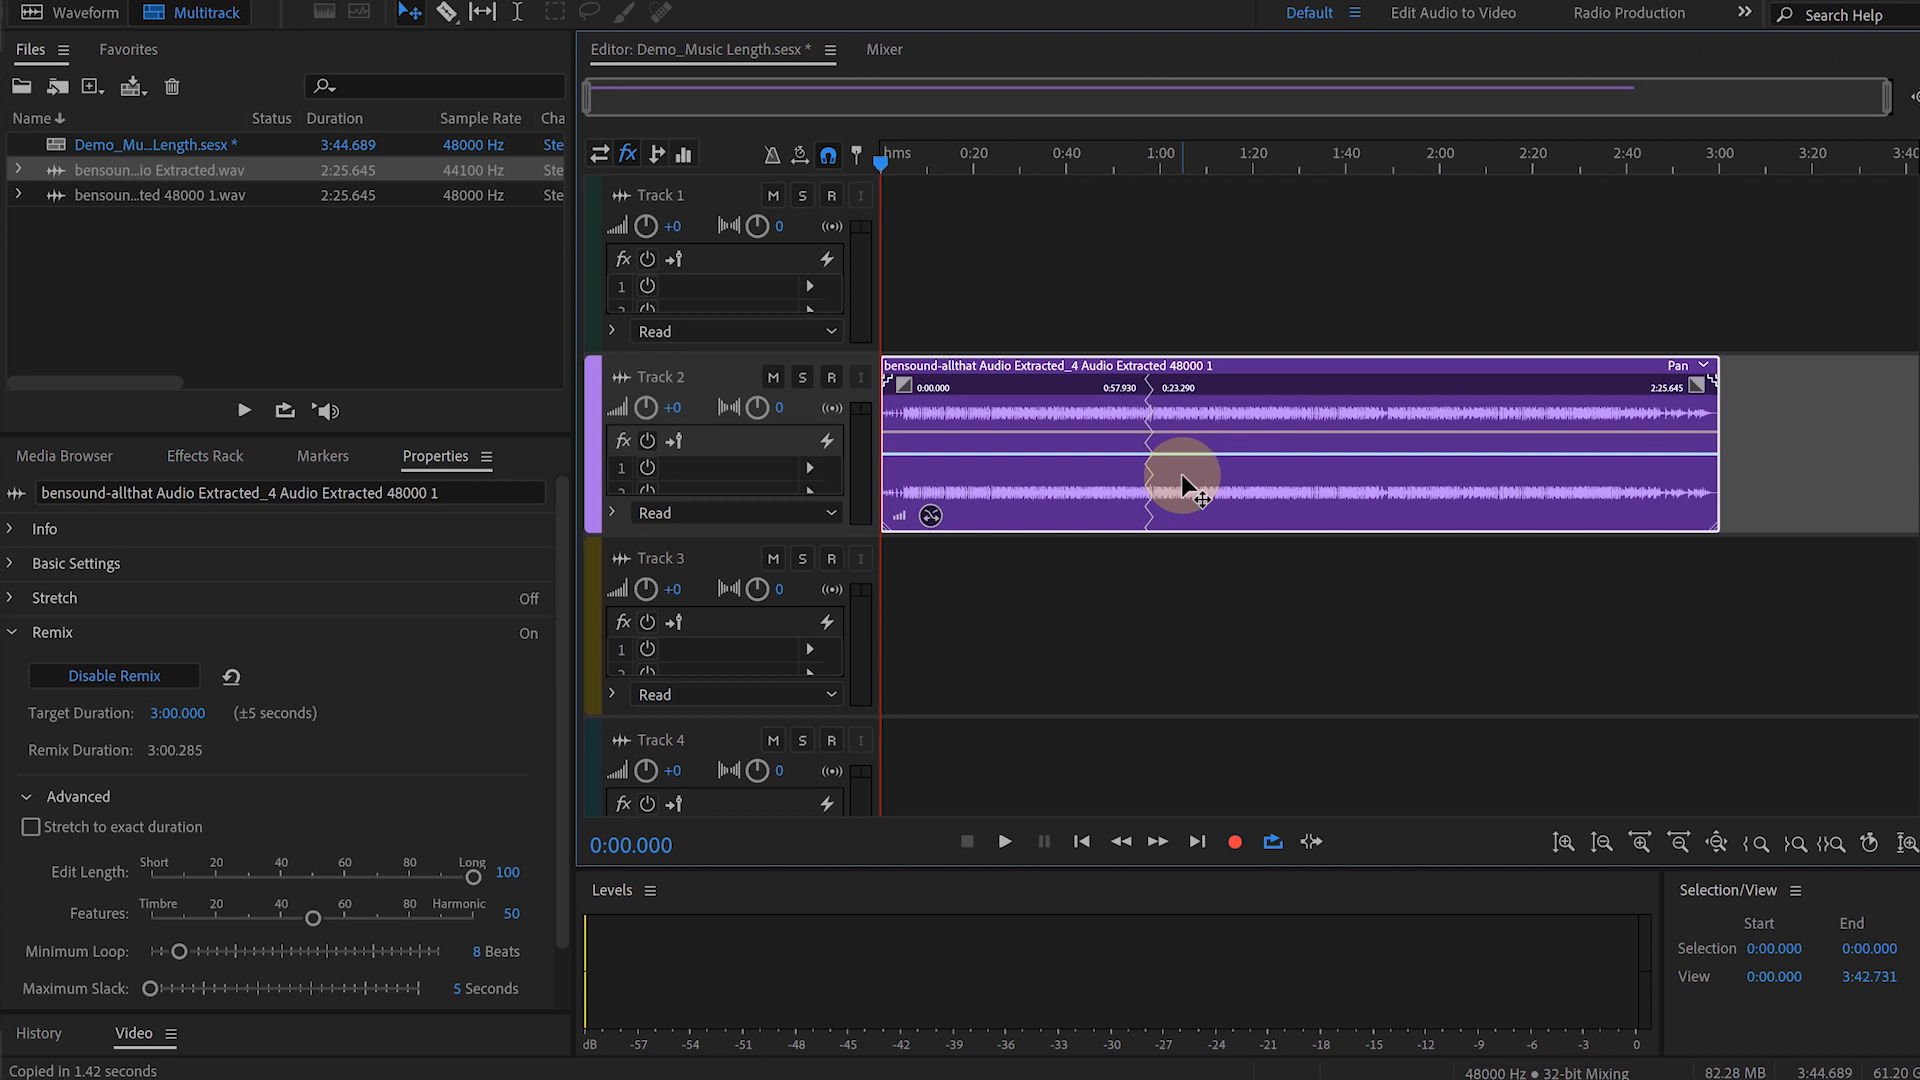 Waveform
Multitrack
Default
Edit Audio to Video
Radio Production
Search Help
Files
Favorites
Editor: Demo_Music Length.sesx *
Mixer
Name
Status
Duration
Sample Rate
Cha
Demo_Mu...Length.sesx *
3:44.689
48000 Hz
Ste
bensoun...io Extracted.wav
2:25.645
44100 Hz
Ste
bensoun...ted 48000 1.wav
2:25.645
48000 Hz
Ste
fx
hms
0:20
0:40
1:00
1:20
1:40
2:00
2:20
2:40
3:00
3:20
3:40
Track 1
M
S
R
I
+0
0
fx
1
Read
Track 2
M
S
R
I
+0
0
fx
1
Read
bensound-allthat Audio Extracted_4 Audio Extracted 48000 1
Pan
0:00.000
0:57.930
0:23.290
2:25.645
Track 3
M
S
R
I
+0
0
fx
1
Read
Track 4
M
S
R
I
+0
0
fx
Media Browser
Effects Rack
Markers
Properties
bensound-allthat Audio Extracted_4 Audio Extracted 48000 1
Info
Basic Settings
Stretch
Off
Remix
On
Disable Remix
Target Duration: 3:00.000 (±5 seconds)
Remix Duration: 3:00.285
Advanced
Stretch to exact duration
Short 20 40 60 80 Long
Edit Length: 100
Timbre 20 40 60 80 Harmonic
Features: 50
Minimum Loop: 8 Beats
Maximum Slack: 5 Seconds
0:00.000
Levels
dB -57 -54 -51 -48 -45 -42 -39 -36 -33 -30 -27 -24 -21 -18 -15 -12 -9 -6 -3 0
Selection/View
Start End
Selection 0:00.000 0:00.000
View 0:00.000 3:42.731
History
Video
Copied in 1.42 seconds
48000 Hz ● 32-bit Mixing
82.28 MB
3:44.689
61.20 G